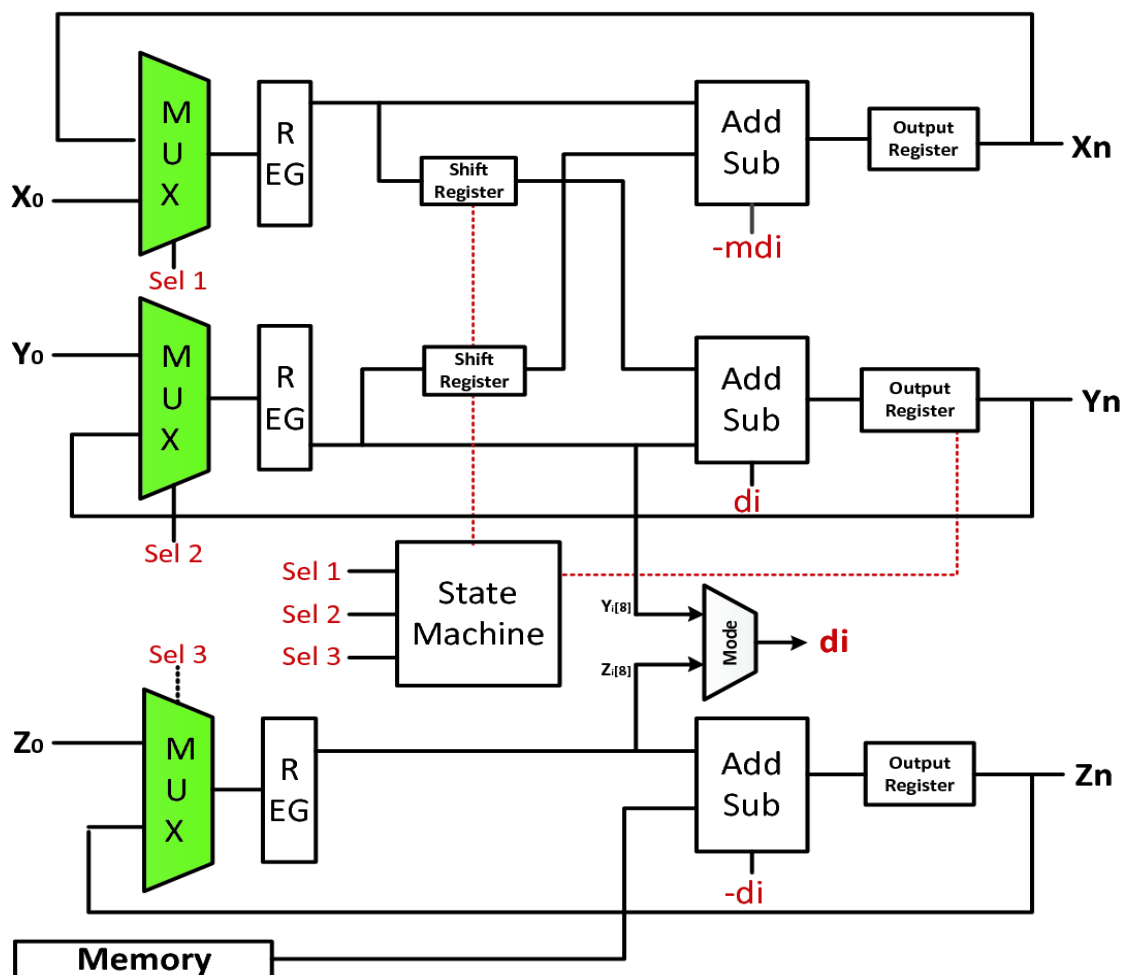 M
U
X
R
EG
Add
Sub
Output
Register
Xn
Shift
Register
X₀
-mdi
Sel 1
Y₀
M
U
X
R
EG
Shift
Register
Add
Sub
Output
Register
Yn
di
Sel 2
Sel 1
Sel 2
Sel 3
State
Machine
Yᵢ[8]
Zᵢ[8]
Mode
di
Sel 3
Z₀
M
U
X
R
EG
Add
Sub
Output
Register
Zn
-di
Memory